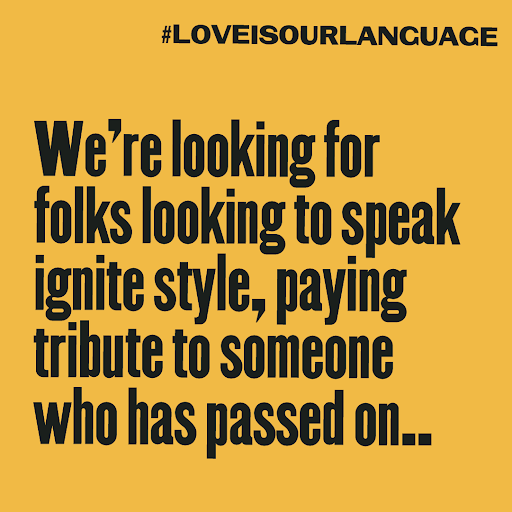 #LOVEISOURLANGUAGE
We’re looking for
folks looking to speak
ignite style, paying
tribute to someone
who has passed on..